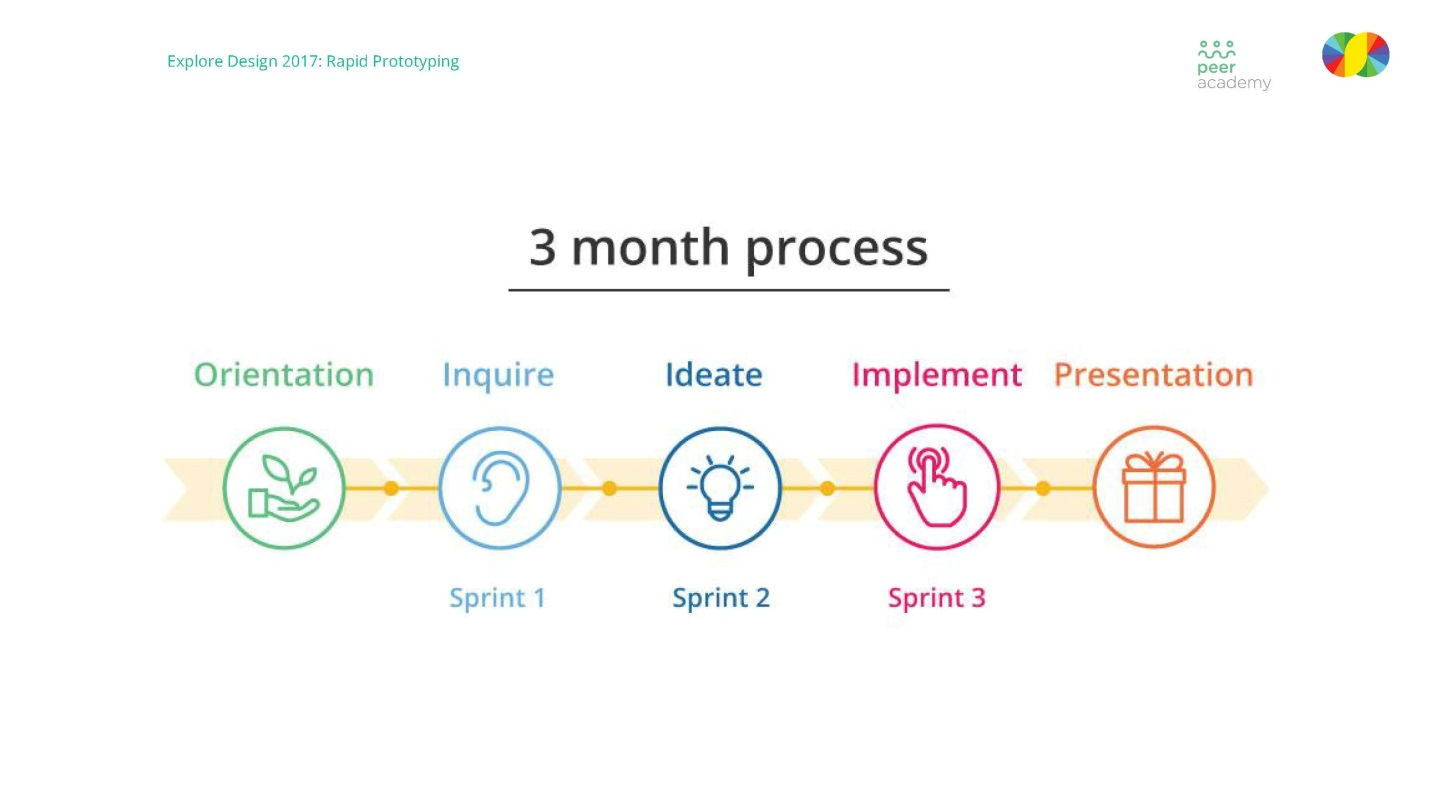 Explore Design 2017: Rapid Prototyping
peer
academy
3 month process
Orientation
Inquire
Ideate
Implement
Presentation
Sprint 1
Sprint 2
Sprint 3